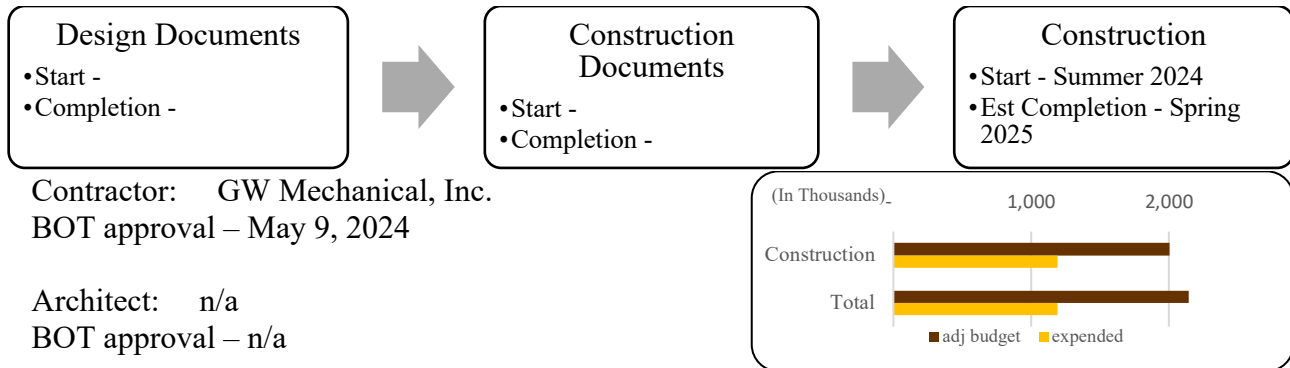 Design Documents
•Start -
•Completion -
Construction
Documents
•Start -
•Completion -
Construction
•Start - Summer 2024
•Est Completion - Spring
2025
Contractor: GW Mechanical, Inc.
BOT approval – May 9, 2024
Architect: n/a
BOT approval – n/a
(In Thousands) - 1,000 2,000
Construction
Total
adj budget expended